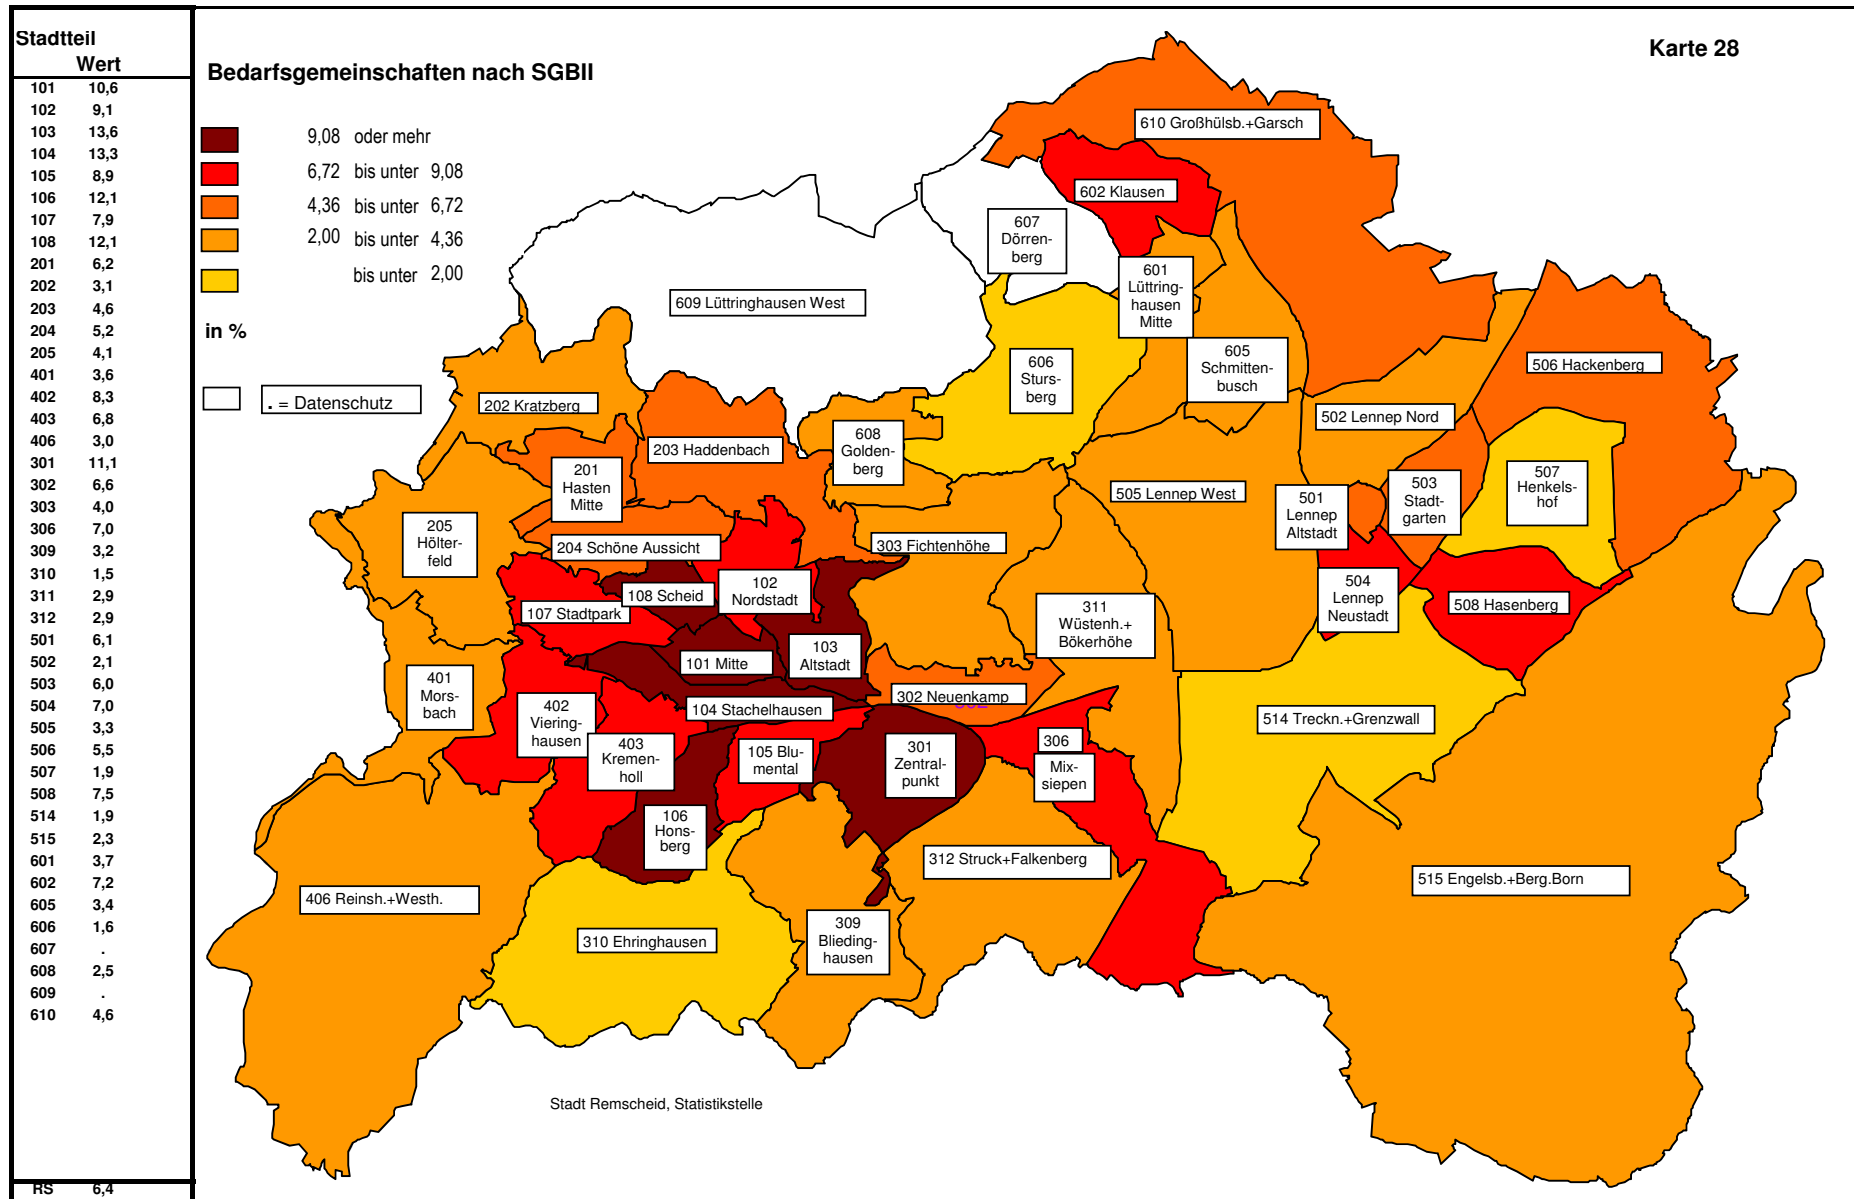 Stadtteil
Wert
101 10,6
102 9,1
103 13,6
104 13,3
105 8,9
106 12,1
107 7,9
108 12,1
201 6,2
202 3,1
203 4,6
204 5,2
205 4,1
401 3,6
402 8,3
403 6,8
406 3,0
301 11,1
302 6,6
303 4,0
306 7,0
309 3,2
310 1,5
311 2,9
312 2,9
501 6,1
502 2,1
503 6,0
504 7,0
505 3,3
506 5,5
507 1,9
508 7,5
514 1,9
515 2,3
601 3,7
602 7,2
605 3,4
606 1,6
607 .
608 2,5
609 .
610 4,6
RS 6,4
Karte 28
Bedarfsgemeinschaften nach SGBII
9,08 oder mehr
6,72 bis unter 9,08
4,36 bis unter 6,72
2,00 bis unter 4,36
bis unter 2,00
in %
. = Datenschutz
610 Großhülsb.+Garsch
602 Klausen
607
Dörren-
berg
601
Lüttring-
hausen
Mitte
609 Lüttringhausen West
605
Schmitten-
busch
606
Sturs-
berg
506 Hackenberg
202 Kratzberg
502 Lennep Nord
203 Haddenbach
608
Golden-
berg
201
Hasten
Mitte
505 Lennep West
501
Lennep
Altstadt
503
Stadt-
garten
507
Henkels-
hof
205
Hölter-
feld
204 Schöne Aussicht
303 Fichtenhöhe
102
Nordstadt
108 Scheid
107 Stadtpark
504
Lennep
Neustadt
508 Hasenberg
311
Wüstenh.+
Bökerhöhe
103
Altstadt
101 Mitte
401
Mors-
bach
302 Neuenkamp
402
Viering-
hausen
104 Stachelhausen
514 Treckn.+Grenzwall
403
Kremen-
holl
105 Blu-
mental
301
Zentral-
punkt
306
Mix-
siepen
106
Hons-
berg
312 Struck+Falkenberg
515 Engelsb.+Berg.Born
406 Reinsh.+Westh.
310 Ehringhausen
309
Blieding-
hausen
Stadt Remscheid, Statistikstelle